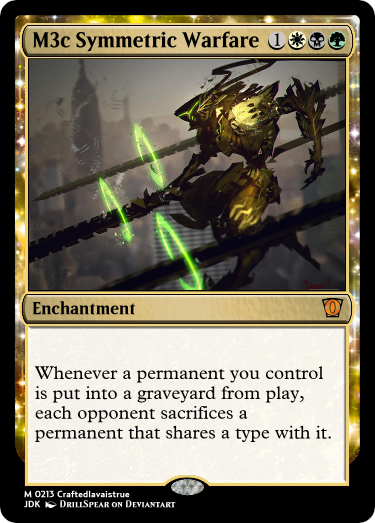 M3c Symmetric Warfare 1
Enchantment
Whenever a permanent you control
is put into a graveyard from play,
each opponent sacrifices a
permanent that shares a type with it.
M 0213 Craftedlavaistrue
JDK DrillSpear on Deviantart